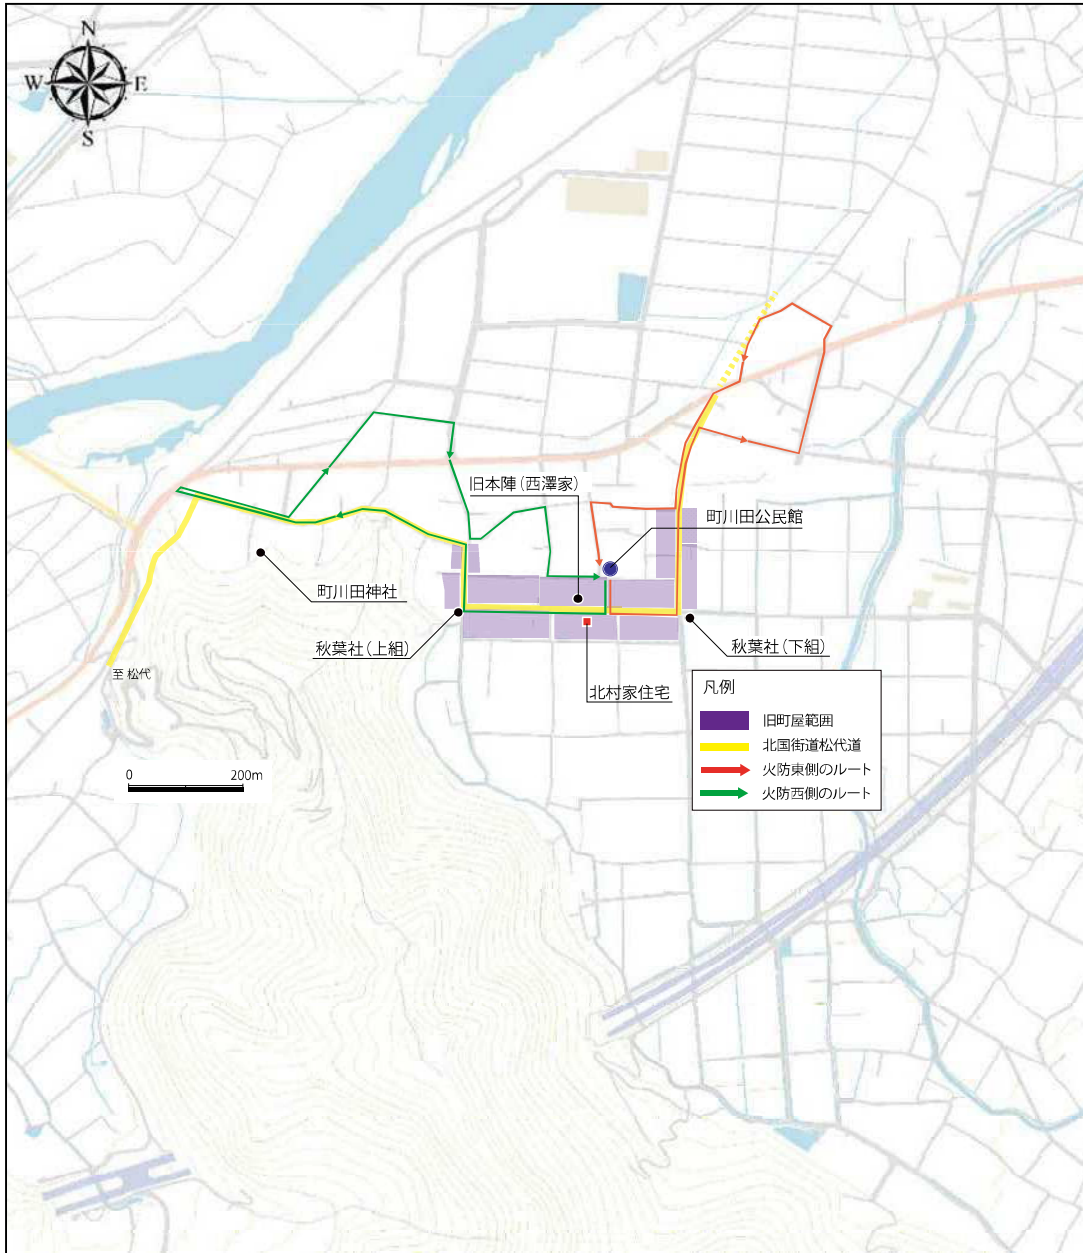 N
W
E
S
旧本陣(西澤家)
町川田公民館
町川田神社
秋葉社(上組)
秋葉社(下組)
至 松代
北村家住宅
凡例
旧町屋範囲
北国街道松代道
火防東側のルート
火防西側のルート
0 200m